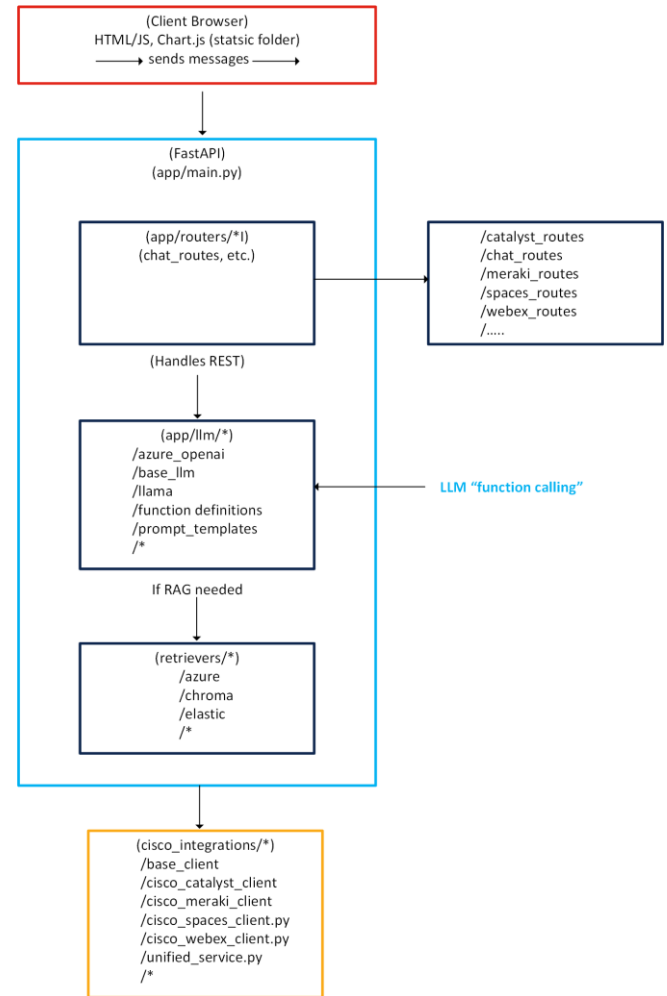 (Client Browser)
HTML/JS, Chart.js (statsic folder)
sends messages
(FastAPI)
(app/main.py)
(app/routers/*I)
(chat_routes, etc.)
/catalyst_routes
/chat_routes
/meraki_routes
/spaces_routes
/webex_routes
/…..
(Handles REST)
(app/llm/*)
/azure_openai
/base_llm
/llama
/function definitions
/prompt_templates
/*
LLM “function calling”
If RAG needed
(retrievers/*)
/azure
/chroma
/elastic
/*
(cisco_integrations/*)
/base_client
/cisco_catalyst_client
/cisco_meraki_client
/cisco_spaces_client.py
/cisco_webex_client.py
/unified_service.py
/*